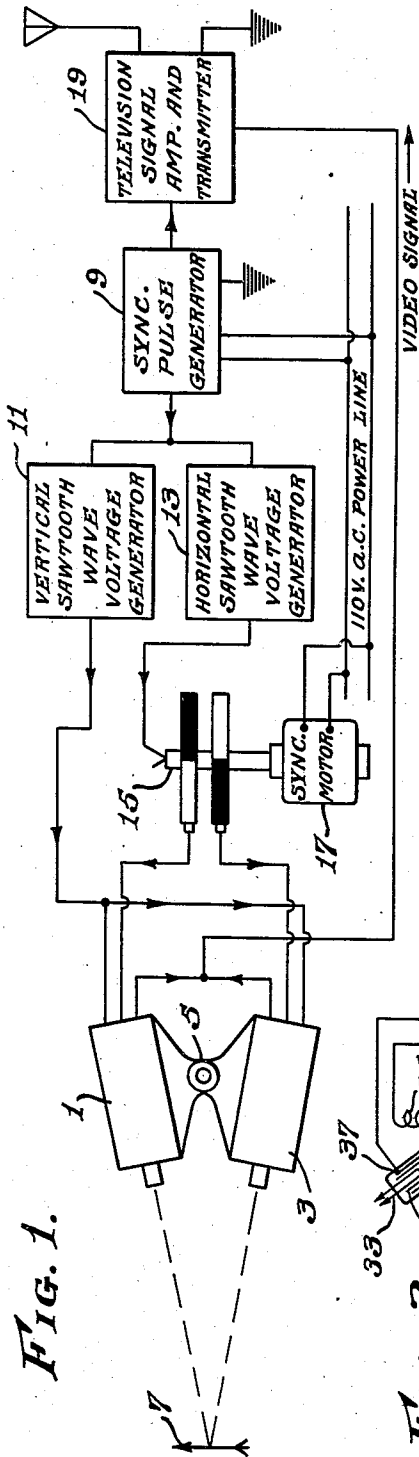 FIG. 1.
7
1
5
3
15
SYNC.
MOTOR
17
11
VERTICAL
SAWTOOTH
WAVE
VOLTAGE
GENERATOR
13
HORIZONTAL
SAWTOOTH
WAVE
VOLTAGE
GENERATOR
9
SYNC.
PULSE
GENERATOR
19
TELEVISION
SIGNAL
AMP. AND
TRANSMITTER
110 V. A.C. POWER LINE
VIDEO SIGNAL
33
37